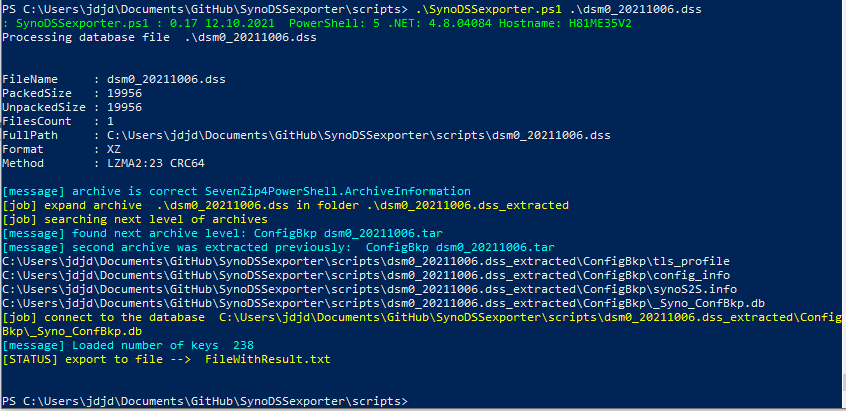 PS C:\Users\jdjd\Documents\GitHub\SynoDSSexporter\scripts> .\SynoDSSexporter.ps1 .\dsm0_20211006.dss
: SynoDSSexporter.ps1 : 0.17 12.10.2021  PowerShell: 5 .NET: 4.8.04084 Hostname: H81ME35V2
Processing database file  .\dsm0_20211006.dss
FileName     : dsm0_20211006.dss
PackedSize   : 19956
UnpackedSize : 19956
FilesCount   : 1
FullPath     : C:\Users\jdjd\Documents\GitHub\SynoDSSexporter\scripts\dsm0_20211006.dss
Format       : XZ
Method       : LZMA2:23 CRC64
[message] archive is correct SevenZip4PowerShell.ArchiveInformation
[job] expand archive  .\dsm0_20211006.dss in folder .\dsm0_20211006.dss_extracted
[job] searching next level of archives
[message] found next archive level: ConfigBkp dsm0_20211006.tar
[message] second archive was extracted previously:  ConfigBkp dsm0_20211006.tar
C:\Users\jdjd\Documents\GitHub\SynoDSSexporter\scripts\dsm0_20211006.dss_extracted\ConfigBkp\tls_profile
C:\Users\jdjd\Documents\GitHub\SynoDSSexporter\scripts\dsm0_20211006.dss_extracted\ConfigBkp\config_info
C:\Users\jdjd\Documents\GitHub\SynoDSSexporter\scripts\dsm0_20211006.dss_extracted\ConfigBkp\synoS2S.info
C:\Users\jdjd\Documents\GitHub\SynoDSSexporter\scripts\dsm0_20211006.dss_extracted\ConfigBkp\_Syno_ConfBkp.db
[job] connect to the database  C:\Users\jdjd\Documents\GitHub\SynoDSSexporter\scripts\dsm0_20211006.dss_extracted\Config
Bkp\_Syno_ConfBkp.db
[message] Loaded number of keys  238
[STATUS] export to file -->  FileWithResult.txt
PS C:\Users\jdjd\Documents\GitHub\SynoDSSexporter\scripts>